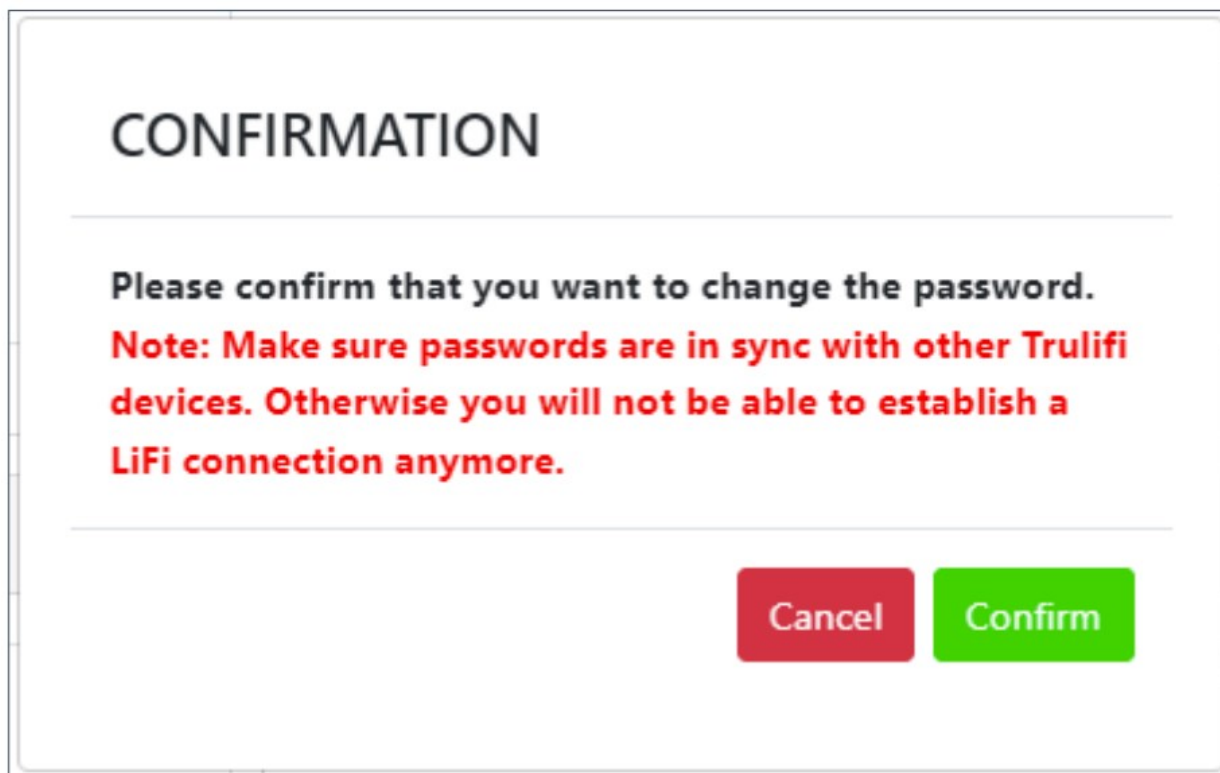 CONFIRMATION
Please confirm that you want to change the password.
Note: Make sure passwords are in sync with other Trulifi
devices. Otherwise you will not be able to establish a
LiFi connection anymore.
Cancel Confirm